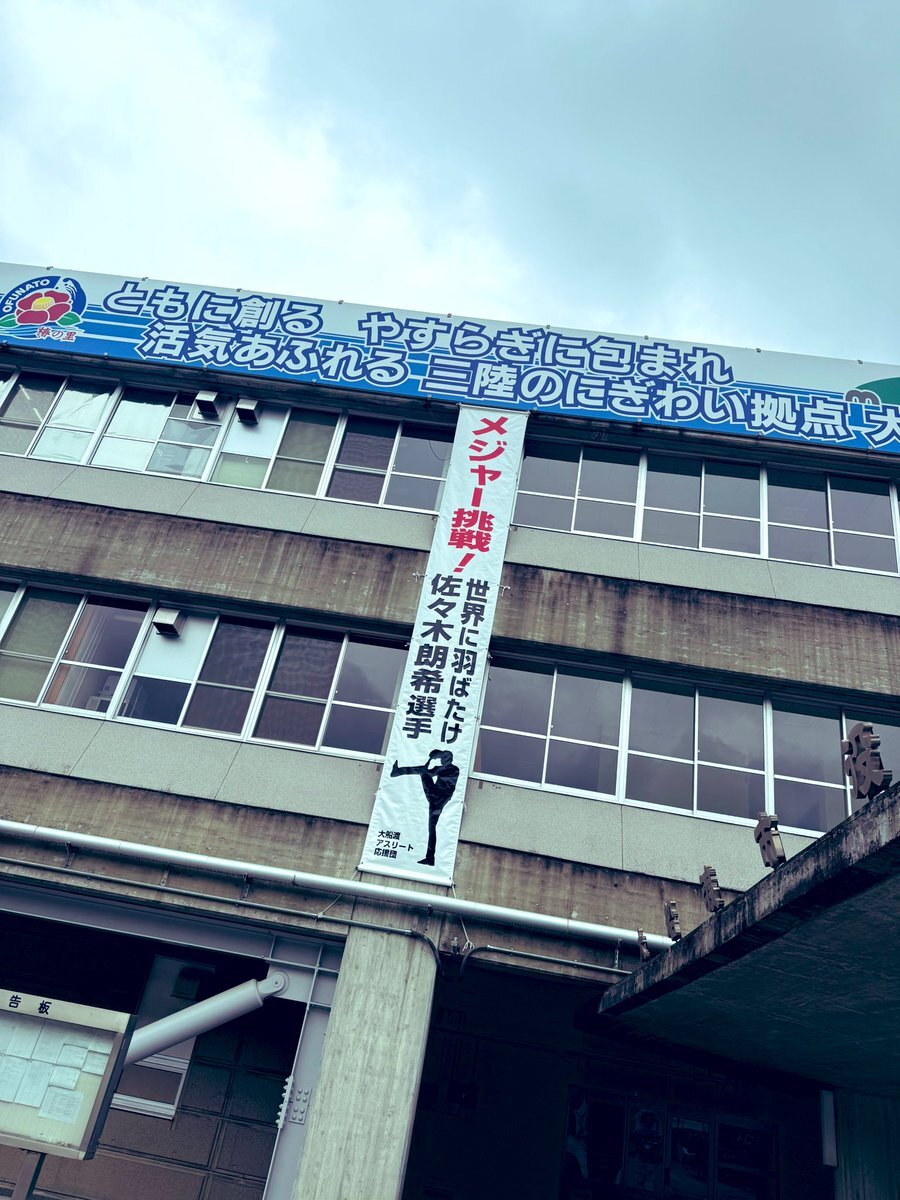 OFUNATO
椿の里
ともに創る やすらぎに包まれ
活気あふれる 三陸のにぎわい拠点 大
メジャー挑戦!
世界に羽ばたけ
佐々木朗希選手
大船渡
アスリート
応援団
告板
渡